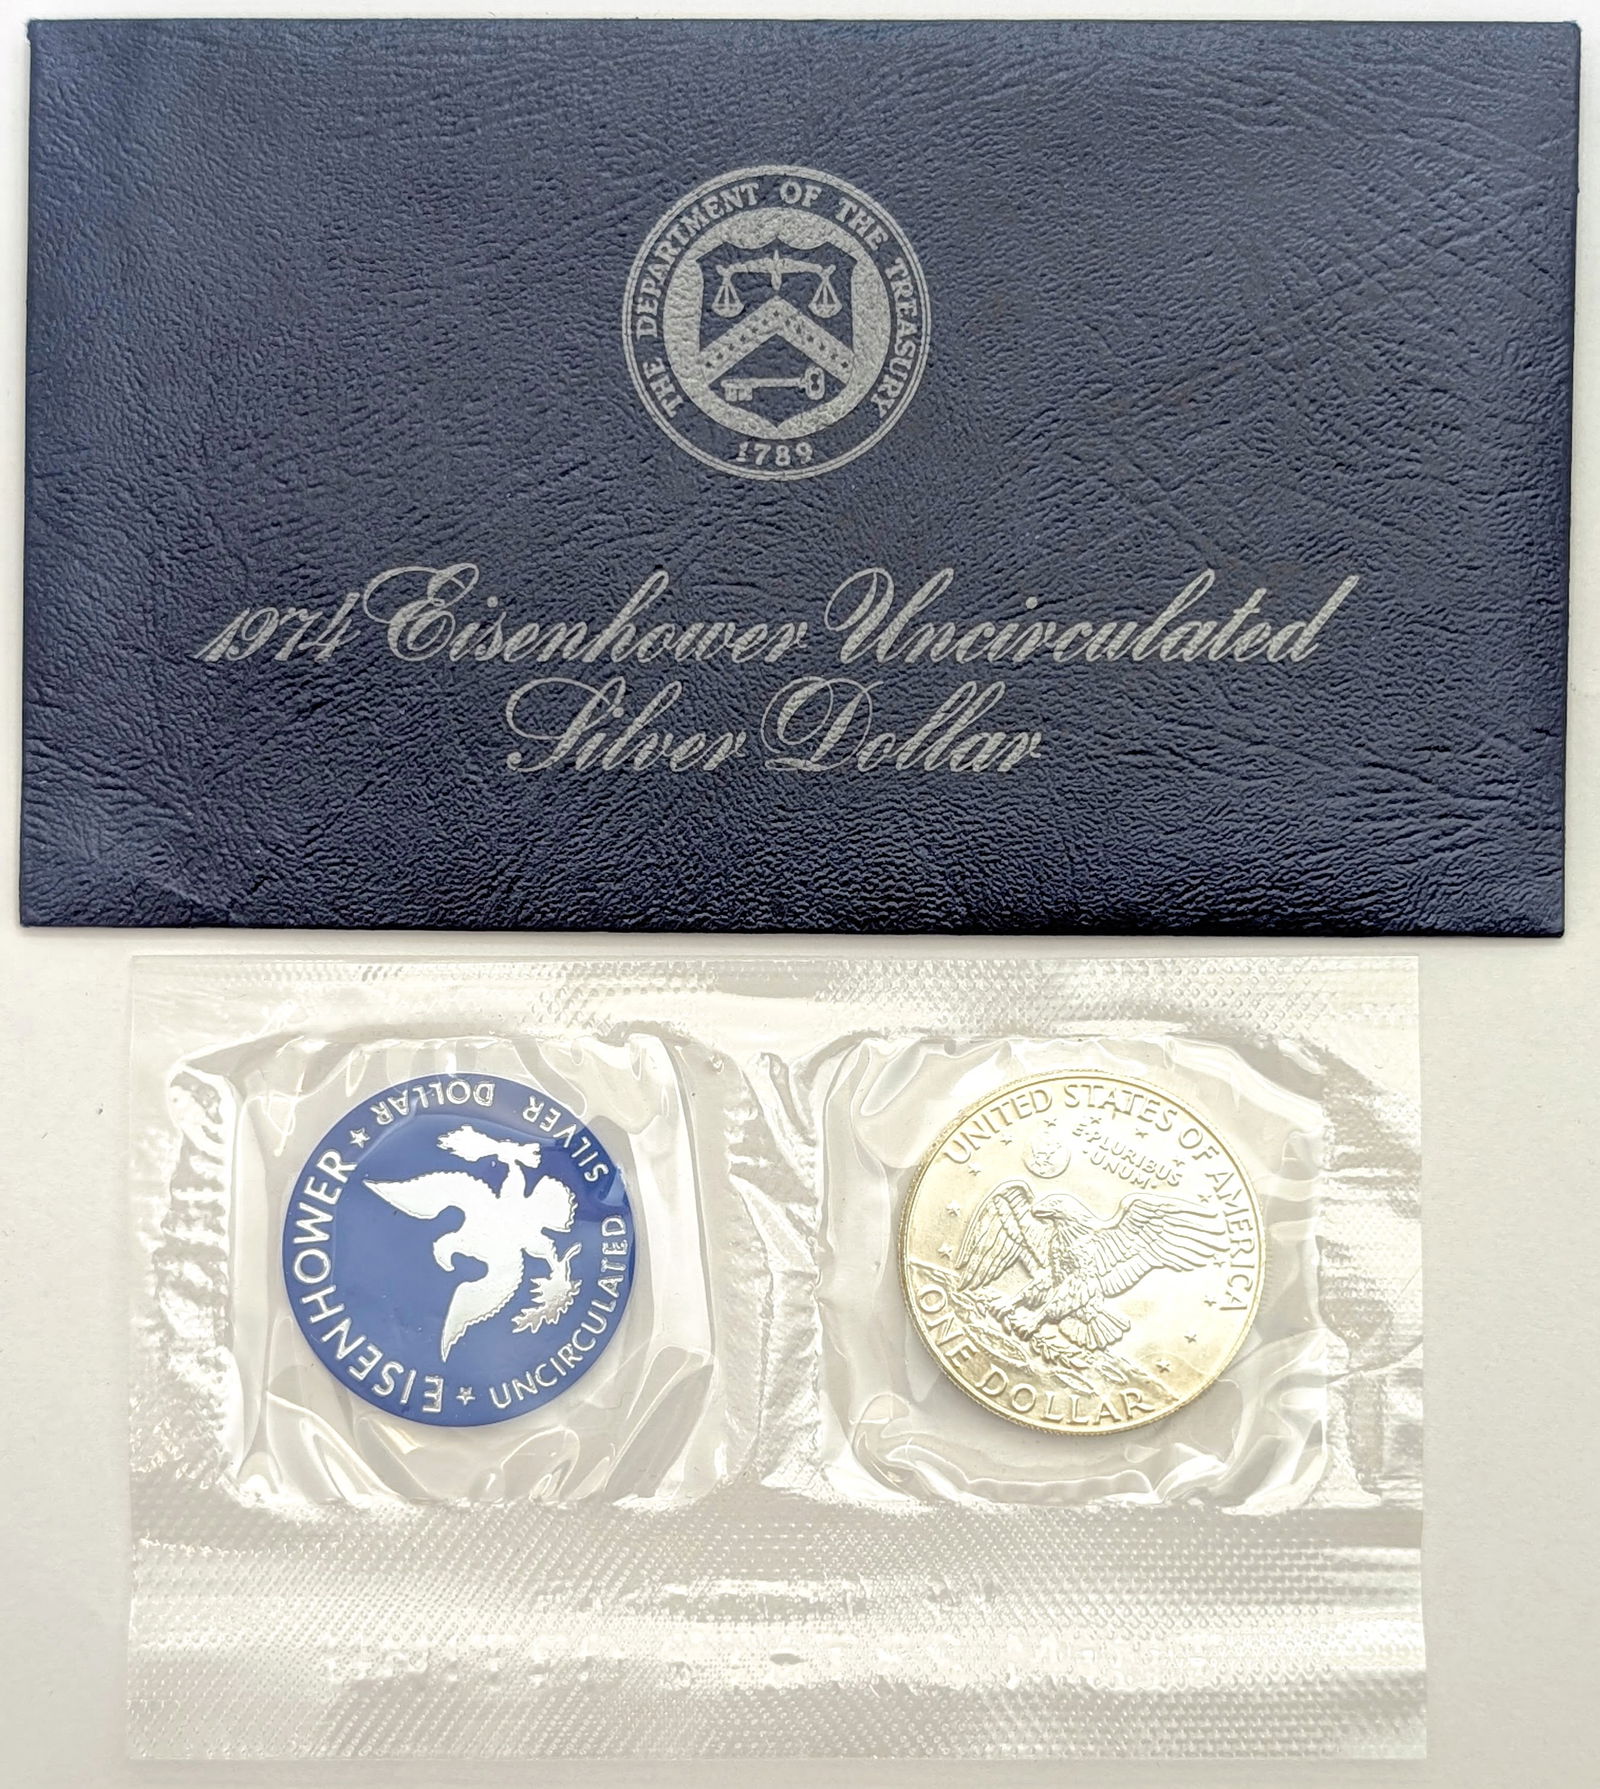 THE DEPARTMENT OF THE TREASURY
1789
1974 Eisenhower Uncirculated
Silver Dollar
EISENHOWER ★ DOLLAR SILVER UNCIRCULATED ★
UNITED STATES OF AMERICA
E·PLURIBUS
·UNUM·
ONE DOLLAR